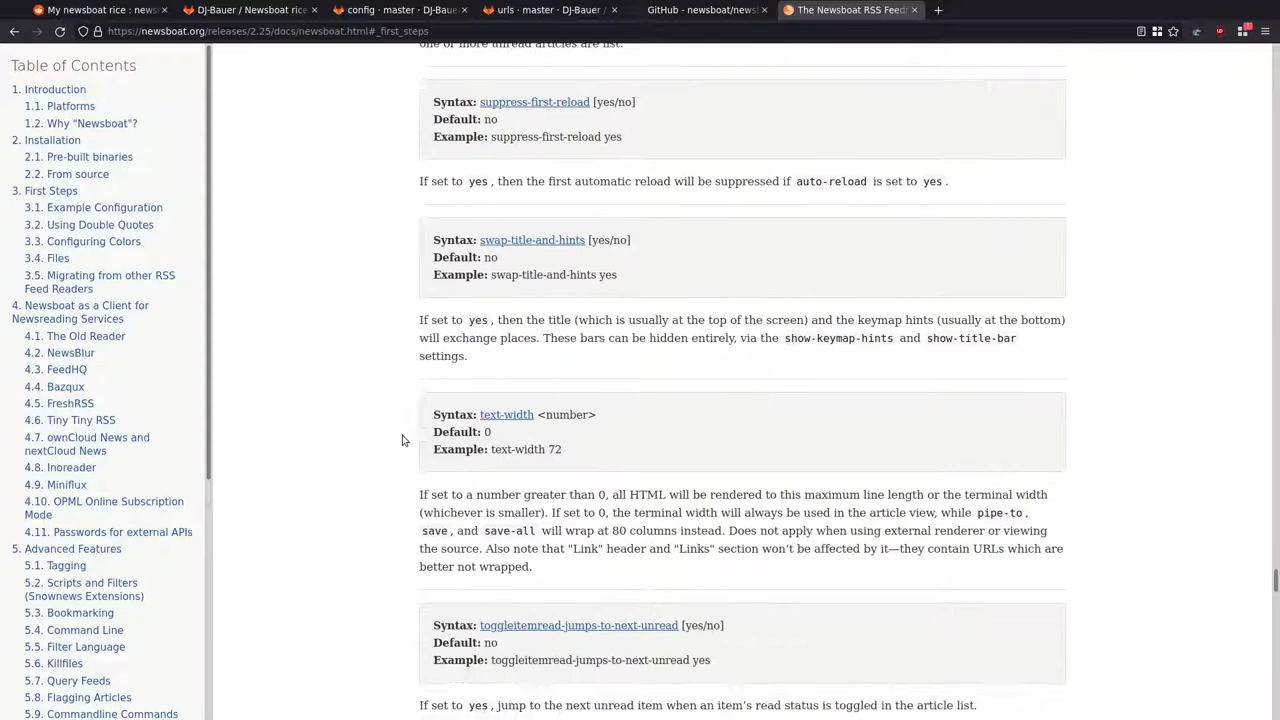 My newsboat rice : newsb
DJ-Bauer / Newsboat rice
config · master · DJ-Baue
urls · master · DJ-Bauer /
GitHub - newsboat/newsb
The Newsboat RSS Feedr
https://newsboat.org/releases/2.25/docs/newsboat.html#_first_steps
Table of Contents
1. Introduction
1.1. Platforms
1.2. Why "Newsboat"?
2. Installation
2.1. Pre-built binaries
2.2. From source
3. First Steps
3.1. Example Configuration
3.2. Using Double Quotes
3.3. Configuring Colors
3.4. Files
3.5. Migrating from other RSS
Feed Readers
4. Newsboat as a Client for
Newsreading Services
4.1. The Old Reader
4.2. NewsBlur
4.3. FeedHQ
4.4. Bazqux
4.5. FreshRSS
4.6. Tiny Tiny RSS
4.7. ownCloud News and
nextCloud News
4.8. Inoreader
4.9. Miniflux
4.10. OPML Online Subscription
Mode
4.11. Passwords for external APIs
5. Advanced Features
5.1. Tagging
5.2. Scripts and Filters
(Snownews Extensions)
5.3. Bookmarking
5.4. Command Line
5.5. Filter Language
5.6. Killfiles
5.7. Query Feeds
5.8. Flagging Articles
5.9. Commandline Commands
one or more unread articles are list.
Syntax: suppress-first-reload [yes/no]
Default: no
Example: suppress-first-reload yes
If set to yes, then the first automatic reload will be suppressed if auto-reload is set to yes.
Syntax: swap-title-and-hints [yes/no]
Default: no
Example: swap-title-and-hints yes
If set to yes, then the title (which is usually at the top of the screen) and the keymap hints (usually at the bottom)
will exchange places. These bars can be hidden entirely, via the show-keymap-hints and show-title-bar
settings.
Syntax: text-width <number>
Default: 0
Example: text-width 72
If set to a number greater than 0, all HTML will be rendered to this maximum line length or the terminal width
(whichever is smaller). If set to 0, the terminal width will always be used in the article view, while pipe-to,
save, and save-all will wrap at 80 columns instead. Does not apply when using external renderer or viewing
the source. Also note that "Link" header and "Links" section won't be affected by it—they contain URLs which are
better not wrapped.
Syntax: toggleitemread-jumps-to-next-unread [yes/no]
Default: no
Example: toggleitemread-jumps-to-next-unread yes
If set to yes, jump to the next unread item when an item's read status is toggled in the article list.